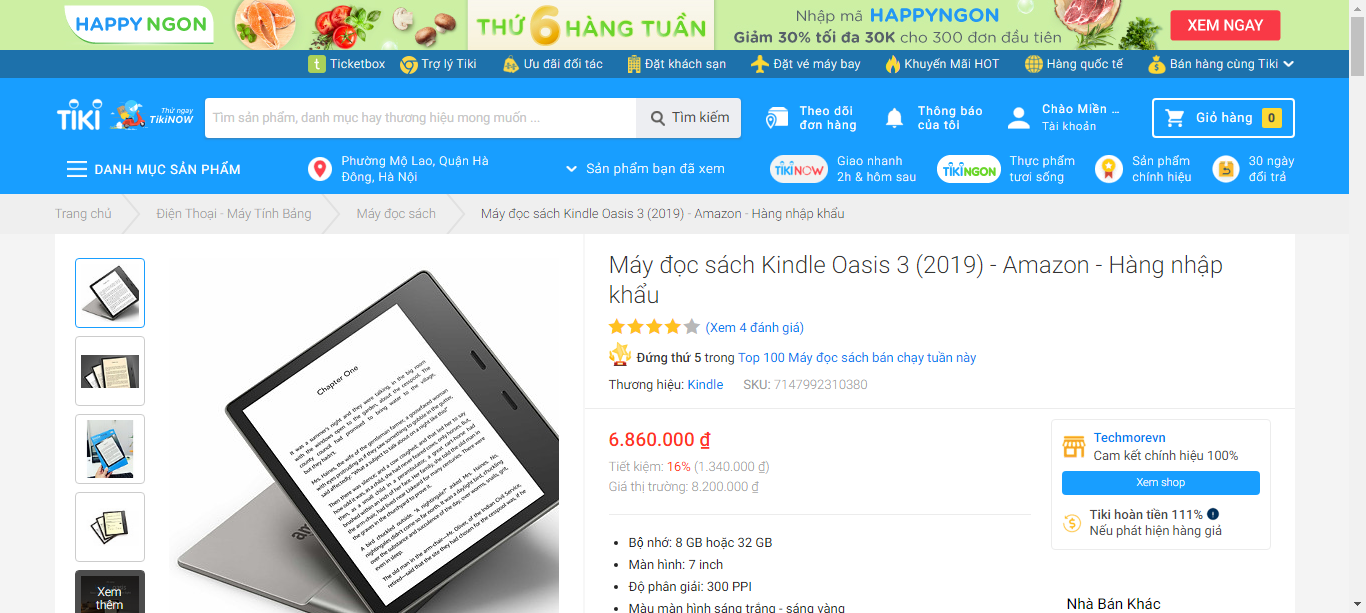 HAPPY NGON
THỨ 6 HÀNG TUẦN
Nhập mã HAPPYNGON
Giảm 30% tối đa 30K cho 300 đơn đầu tiên
XEM NGAY
Ticketbox
Trợ lý Tiki
Ưu đãi đối tác
Đặt khách sạn
Đặt vé máy bay
Khuyến Mãi HOT
Hàng quốc tế
Bán hàng cùng Tiki
TIKI
Thứ ngay
TikiNOW
Tìm sản phẩm, danh mục hay thương hiệu mong muốn ...
Tìm kiếm
Theo dõi
đơn hàng
Thông báo
của tôi
Chào Miền ...
Tài khoản
Giỏ hàng 0
DANH MỤC SẢN PHẨM
Phường Mộ Lao, Quận Hà
Đông, Hà Nội
Sản phẩm bạn đã xem
TIKINOW
Giao nhanh
2h & hôm sau
TIKINGON
Thực phẩm
tươi sống
Sản phẩm
chính hiệu
30 ngày
đổi trả
Trang chủ
Điện Thoại - Máy Tính Bảng
Máy đọc sách
Máy đọc sách Kindle Oasis 3 (2019) - Amazon - Hàng nhập khẩu
Xem
thêm
Chapter One
Máy đọc sách Kindle Oasis 3 (2019) - Amazon - Hàng nhập
khẩu
(Xem 4 đánh giá)
Đứng thứ 5 trong Top 100 Máy đọc sách bán chạy tuần này
Thương hiệu: Kindle SKU: 7147992310380
6.860.000 ₫
Tiết kiệm: 16% (1.340.000 ₫)
Giá thị trường: 8.200.000 ₫
Bộ nhớ: 8 GB hoặc 32 GB
Màn hình: 7 inch
Độ phân giải: 300 PPI
Màu màn hình sáng trắng - sáng vàng
Techmorevn
Cam kết chính hiệu 100%
Xem shop
Tiki hoàn tiền 111%
Nếu phát hiện hàng giả
Nhà Bán Khác